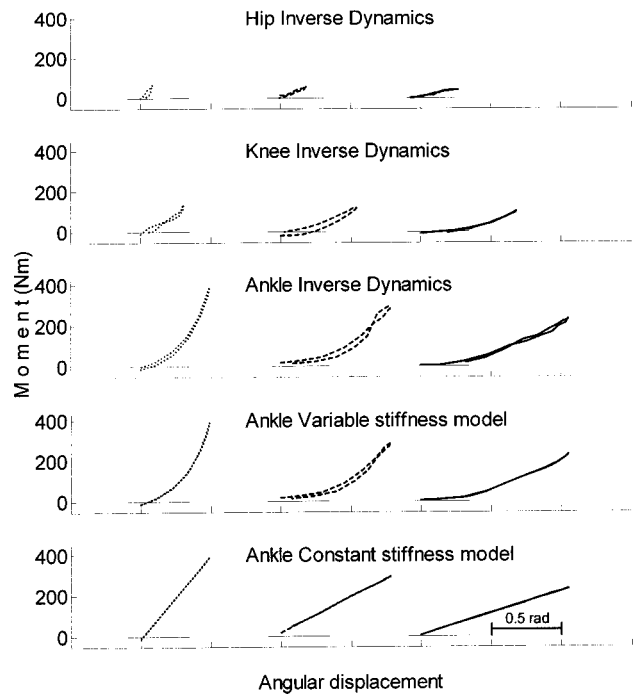 Hip Inverse Dynamics
400
200
0
Knee Inverse Dynamics
400
200
0
Ankle Inverse Dynamics
400
200
0
Moment (Nm)
Ankle Variable stiffness model
400
200
0
Ankle Constant stiffness model
400
200
0
0.5 rad
Angular displacement